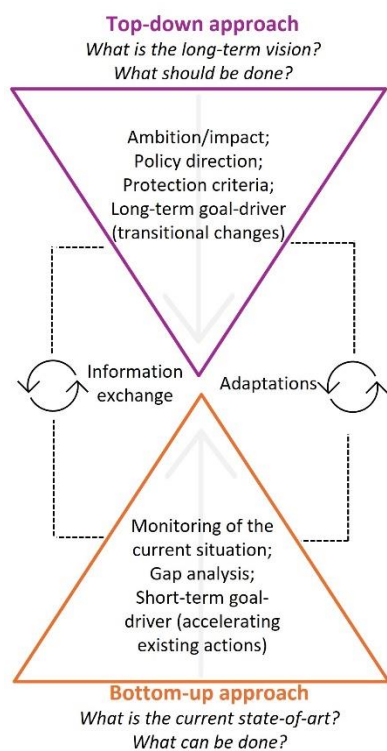 Top-down approach
What is the long-term vision?
What should be done?
Ambition/impact;
Policy direction;
Protection criteria;
Long-term goal-driver
(transitional changes)
Information
exchange
Adaptations
Monitoring of the
current situation;
Gap analysis;
Short-term goal-
driver (accelerating
existing actions)
Bottom-up approach
What is the current state-of-art?
What can be done?